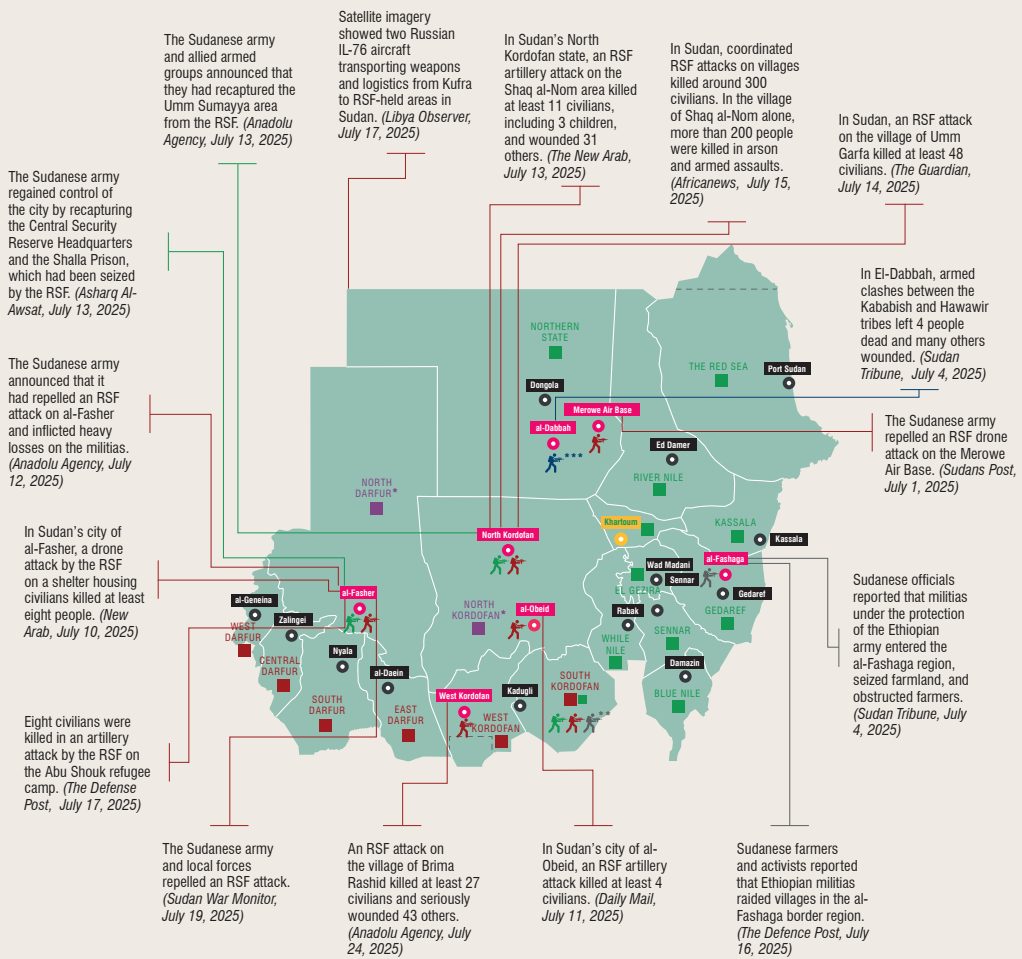 The Sudanese army
and allied armed
groups announced that
they had recaptured the
Umm Sumayya area
from the RSF. (Anadolu
Agency, July 13, 2025)
Satellite imagery
showed two Russian
IL-76 aircraft
transporting weapons
and logistics from Kufra
to RSF-held areas in
Sudan. (Libya Observer,
July 17, 2025)
In Sudan's North
Kordofan state, an RSF
artillery attack on the
Shaq al-Nom area killed
at least 11 civilians,
including 3 children,
and wounded 31
others. (The New Arab,
July 13, 2025)
In Sudan, coordinated
RSF attacks on villages
killed around 300
civilians. In the village
of Shaq al-Nom alone,
more than 200 people
were killed in arson
and armed assaults.
(Africanews, July 15,
2025)
In Sudan, an RSF attack
on the village of Umm
Garfa killed at least 48
civilians. (The Guardian,
July 14, 2025)
The Sudanese army
regained control of
the city by recapturing
the Central Security
Reserve Headquarters
and the Shalla Prison,
which had been seized
by the RSF. (Asharq Al-
Awsat, July 13, 2025)
In El-Dabbah, armed
clashes between the
Kababish and Hawawir
tribes left 4 people
dead and many others
wounded. (Sudan
Tribune, July 4, 2025)
The Sudanese army
announced that it
had repelled an RSF
attack on al-Fasher
and inflicted heavy
losses on the militias.
(Anadolu Agency, July
12, 2025)
The Sudanese army
repelled an RSF drone
attack on the Merowe
Air Base. (Sudans Post,
July 1, 2025)
In Sudan's city of
al-Fasher, a drone
attack by the RSF
on a shelter housing
civilians killed at least
eight people. (New
Arab, July 10, 2025)
Sudanese officials
reported that militias
under the protection
of the Ethiopian
army entered the
al-Fashaga region,
seized farmland, and
obstructed farmers.
(Sudan Tribune, July
4, 2025)
Eight civilians were
killed in an artillery
attack by the RSF on
the Abu Shouk refugee
camp. (The Defense
Post, July 17, 2025)
NORTHERN
STATE
THE RED SEA
Port Sudan
Dongola
Merowe Air Base
al-Dabbah
***
Ed Damer
RIVER NILE
NORTH
DARFUR*
Khartoum
KASSALA
Kassala
North Kordofan
al-Fashaga
Wad Madani
Sennar
EL GEZIRA
Gedaref
GEDAREF
al-Fasher
al-Geneina
WEST
DARFUR
Zalingei
NORTH
KORDOFAN*
al-Obeid
Rabak
WHILE
NILE
SENNAR
CENTRAL
DARFUR
Nyala
al-Daein
Damazin
BLUE NILE
SOUTH
DARFUR
EAST
DARFUR
West Kordofan
WEST
KORDOFAN
Kadugli
SOUTH
KORDOFAN
**
The Sudanese army
and local forces
repelled an RSF attack.
(Sudan War Monitor,
July 19, 2025)
An RSF attack on
the village of Brima
Rashid killed at least 27
civilians and seriously
wounded 43 others.
(Anadolu Agency, July
24, 2025)
In Sudan's city of al-
Obeid, an RSF artillery
attack killed at least 4
civilians. (Daily Mail,
July 11, 2025)
Sudanese farmers
and activists reported
that Ethiopian militias
raided villages in the al-
Fashaga border region.
(The Defence Post, July
16, 2025)